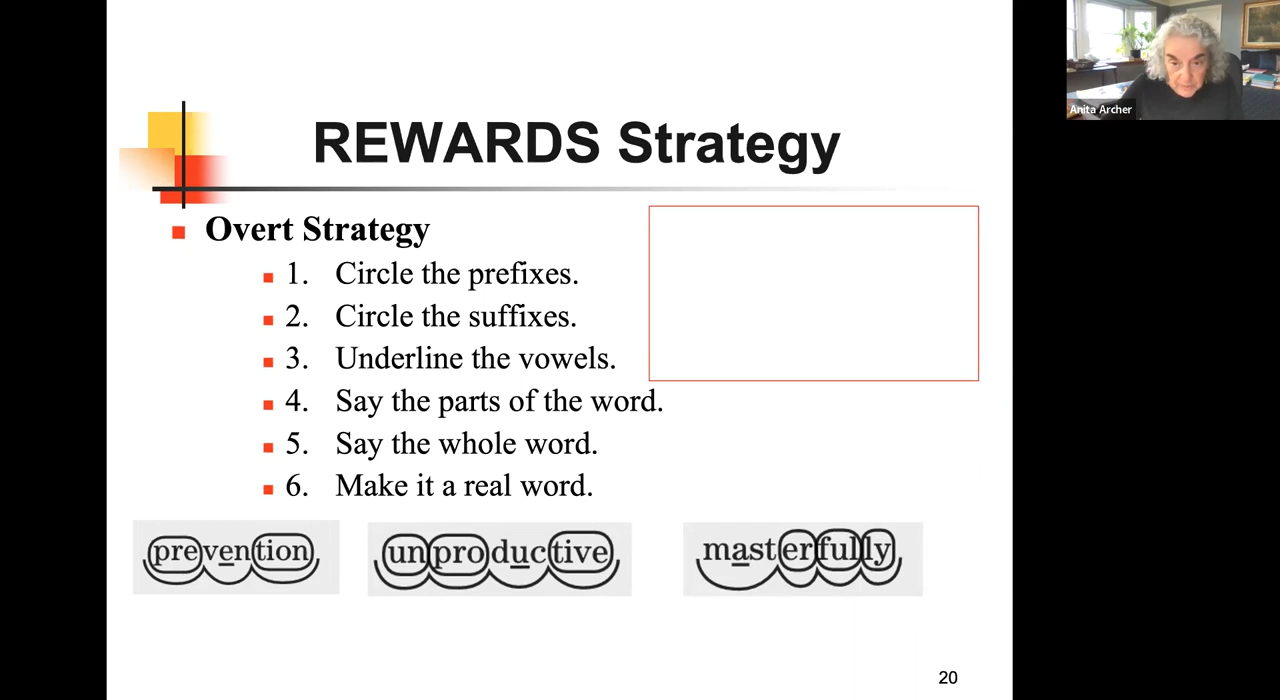 Anita Archer
REWARDS Strategy
Overt Strategy
1. Circle the prefixes.
2. Circle the suffixes.
3. Underline the vowels.
4. Say the parts of the word.
5. Say the whole word.
6. Make it a real word.
prevention
unproductive
masterfully
20